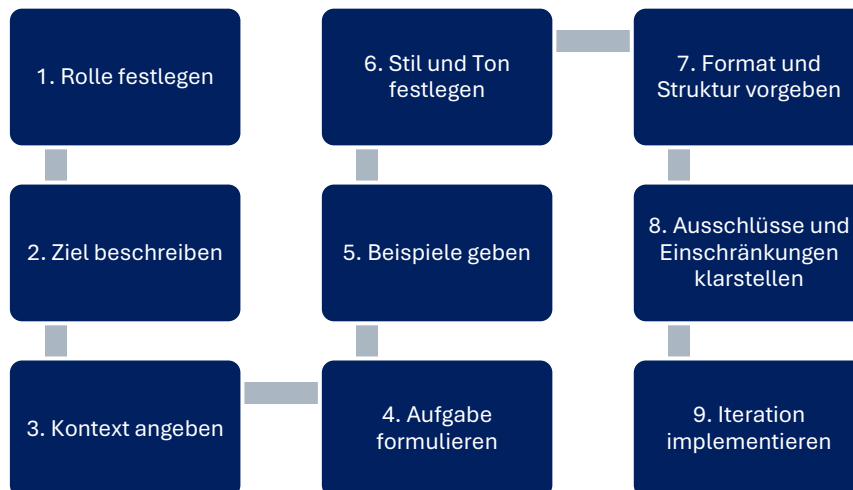 1. Rolle festlegen
2. Ziel beschreiben
3. Kontext angeben
4. Aufgabe
formulieren
5. Beispiele geben
6. Stil und Ton
festlegen
7. Format und
Struktur vorgeben
8. Ausschlüsse und
Einschränkungen
klarstellen
9. Iteration
implementieren